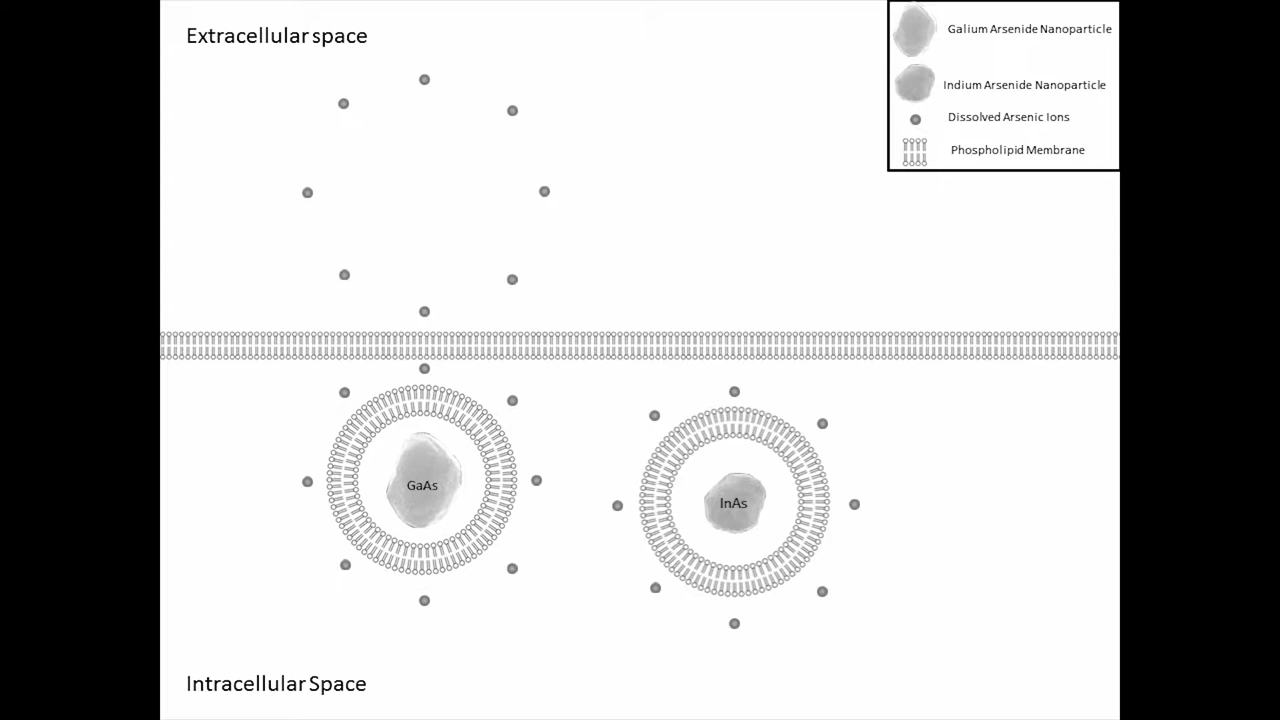 Extracellular space
Galium Arsenide Nanoparticle
Indium Arsenide Nanoparticle
Dissolved Arsenic Ions
Phospholipid Membrane
GaAs
InAs
Intracellular Space